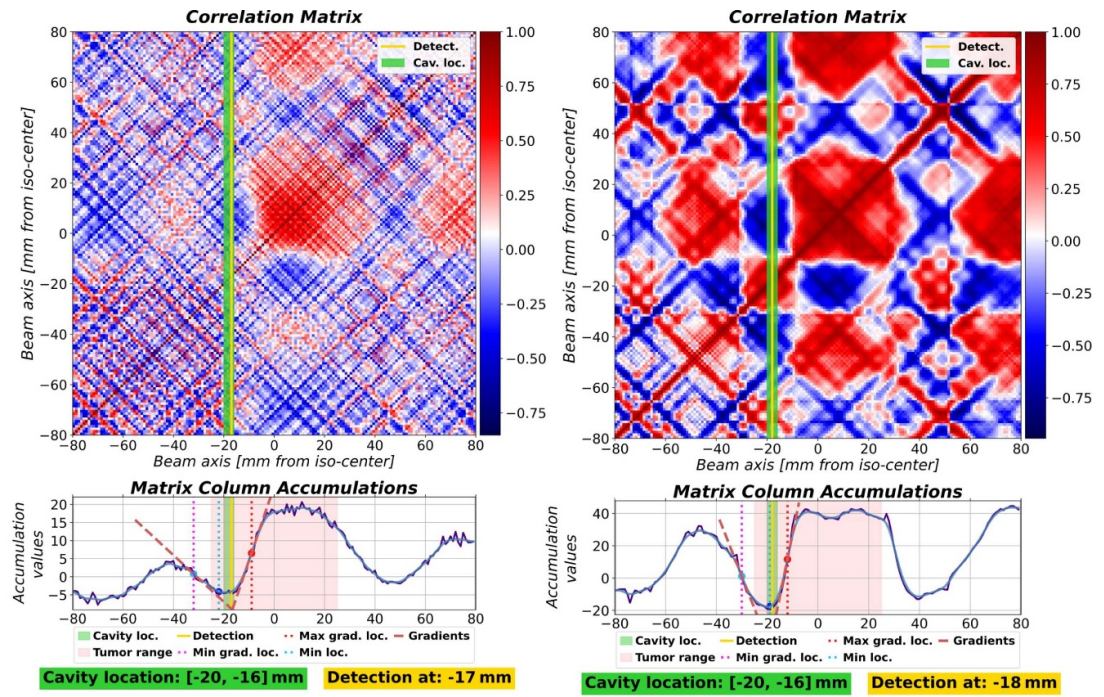 Correlation Matrix
Detect.
Cav. loc.
80
60
40
20
0
−20
−40
−60
−80
−80 −60 −40 −20 0 20 40 60 80
Beam axis [mm from iso-center]
Beam axis [mm from iso-center]
1.00
0.75
0.50
0.25
0.00
−0.25
−0.50
−0.75
Matrix Column Accumulations
Accumulation
values
20
15
10
5
0
−5
−80 −60 −40 −20 0 20 40 60 80
Cavity loc. Detection Max grad. loc. Gradients
Tumor range Min grad. loc. Min loc.
Cavity location: [-20, -16] mm Detection at: -17 mm
Correlation Matrix
Detect.
Cav. loc.
80
60
40
20
0
−20
−40
−60
−80
−80 −60 −40 −20 0 20 40 60 80
Beam axis [mm from iso-center]
Beam axis [mm from iso-center]
1.00
0.75
0.50
0.25
0.00
−0.25
−0.50
−0.75
Matrix Column Accumulations
Accumulation
values
40
20
0
−20
−80 −60 −40 −20 0 20 40 60 80
Cavity loc. Detection Max grad. loc. Gradients
Tumor range Min grad. loc. Min loc.
Cavity location: [-20, -16] mm Detection at: -18 mm